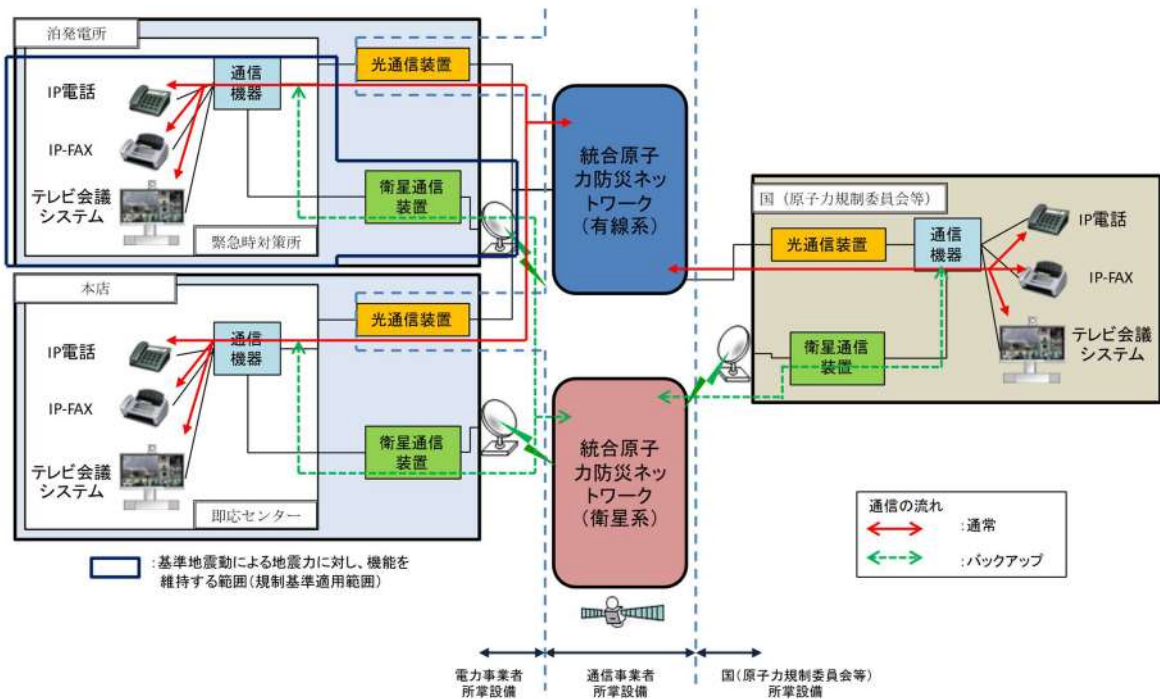 泊発電所
IP電話
IP-FAX
テレビ会議
システム
通信
機器
光通信装置
衛星通信
装置
緊急時対策所
本店
IP電話
IP-FAX
テレビ会議
システム
通信
機器
光通信装置
衛星通信
装置
即応センター
:基準地震動による地震力に対し、機能を
維持する範囲(規制基準適用範囲)
統合原子
力防災ネッ
トワーク
(有線系)
統合原子
力防災ネッ
トワーク
(衛星系)
国(原子力規制委員会等)
光通信装置
通信
機器
衛星通信
装置
IP電話
IP-FAX
テレビ会議
システム
通信の流れ
:通常
:バックアップ
電力事業者
所掌設備
通信事業者
所掌設備
国(原子力規制委員会等)
所掌設備